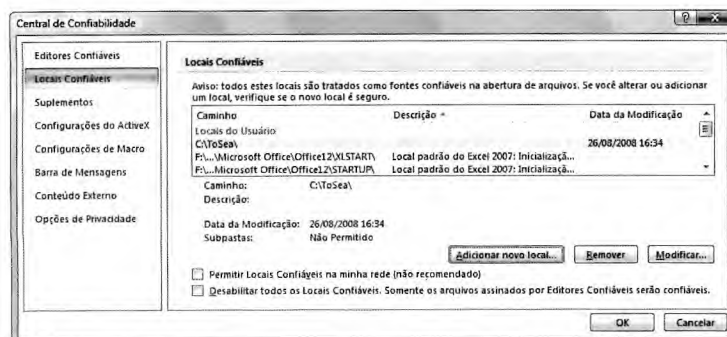 Central de Confiabilidade
Editores Confiáveis
Locais Confiáveis
Suplementos
Configurações do ActiveX
Configurações de Macro
Barra de Mensagens
Conteúdo Externo
Opções de Privacidade
Locais Confiáveis
Aviso: todos estes locais são tratados como fontes confiáveis na abertura de arquivos. Se você alterar ou adicionar
um local, verifique se o novo local é seguro.
Caminho Descrição Data da Modificação
Locais do Usuário
C:\ToSea\ 26/08/2008 16:34
F:\...\Microsoft Office\Office12\XLSTART\ Local padrão do Excel 2007: Inicializaçã...
F:\...\Microsoft Office\Office12\STARTUP\ Local padrão do Excel 2007: Inicializaçã...
Caminho: C:\ToSea\
Descrição:
Data da Modificação: 26/08/2008 16:34
Subpastas: Não Permitido
Adicionar novo local... Remover Modificar...
Permitir Locais Confiáveis na minha rede (não recomendado)
Desabilitar todos os Locais Confiáveis. Somente os arquivos assinados por Editores Confiáveis serão confiáveis.
OK Cancelar